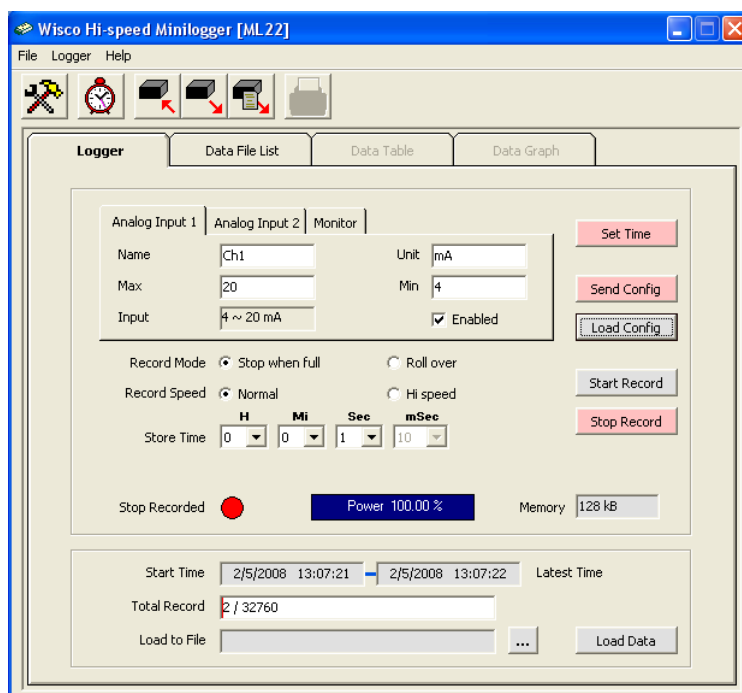 Wisco Hi-speed Minilogger [ML22]
File Logger Help
Logger Data File List Data Table Data Graph
Analog Input 1 Analog Input 2 Monitor
Set Time
Name Ch1 Unit mA
Max 20 Min 4
Send Config
Input 4 ~ 20 mA Enabled
Load Config
Record Mode Stop when full Roll over
Start Record
Record Speed Normal Hi speed
H Mi Sec mSec
Stop Record
Store Time 0 0 1 10
Stop Recorded Power 100.00 % Memory 128 kB
Start Time 2/5/2008 13:07:21 2/5/2008 13:07:22 Latest Time
Total Record 2 / 32760
Load to File ... Load Data